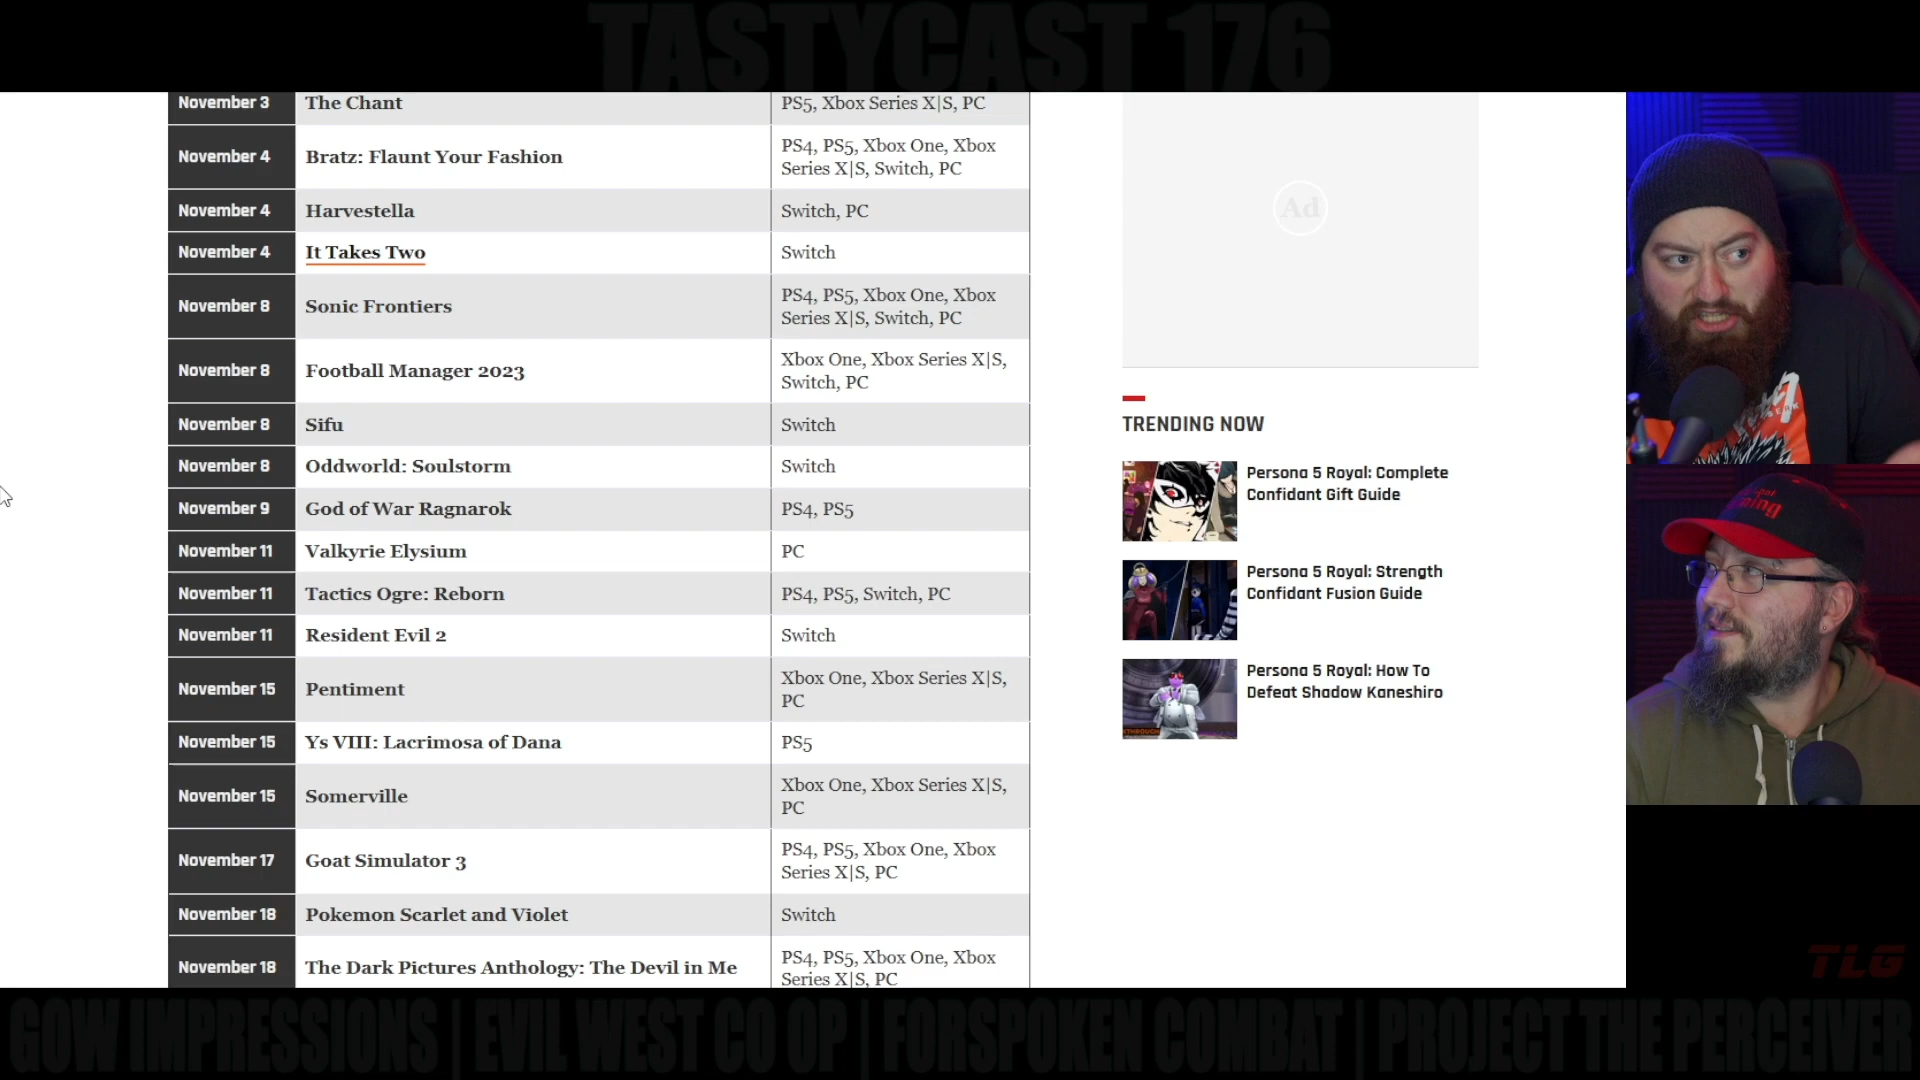 TASTYCAST 176
November 3 The Chant PS5, Xbox Series X|S, PC
November 4 Bratz: Flaunt Your Fashion PS4, PS5, Xbox One, Xbox
Series X|S, Switch, PC
November 4 Harvestella Switch, PC
November 4 It Takes Two Switch
November 8 Sonic Frontiers PS4, PS5, Xbox One, Xbox
Series X|S, Switch, PC
November 8 Football Manager 2023 Xbox One, Xbox Series X|S,
Switch, PC
November 8 Sifu Switch
November 8 Oddworld: Soulstorm Switch
November 9 God of War Ragnarok PS4, PS5
November 11 Valkyrie Elysium PC
November 11 Tactics Ogre: Reborn PS4, PS5, Switch, PC
November 11 Resident Evil 2 Switch
November 15 Pentiment Xbox One, Xbox Series X|S,
PC
November 15 Ys VIII: Lacrimosa of Dana PS5
November 15 Somerville Xbox One, Xbox Series X|S,
PC
November 17 Goat Simulator 3 PS4, PS5, Xbox One, Xbox
Series X|S, PC
November 18 Pokemon Scarlet and Violet Switch
November 18 The Dark Pictures Anthology: The Devil in Me PS4, PS5, Xbox One, Xbox
Series X|S, PC
Ad
TRENDING NOW
Persona 5 Royal: Complete
Confidant Gift Guide
Persona 5 Royal: Strength
Confidant Fusion Guide
Persona 5 Royal: How To
Defeat Shadow Kaneshiro
TLG
GOW IMPRESSIONS | EVIL WEST CO OP | FORSPOKEN COMBAT | PROJECT THE PERCEIVER